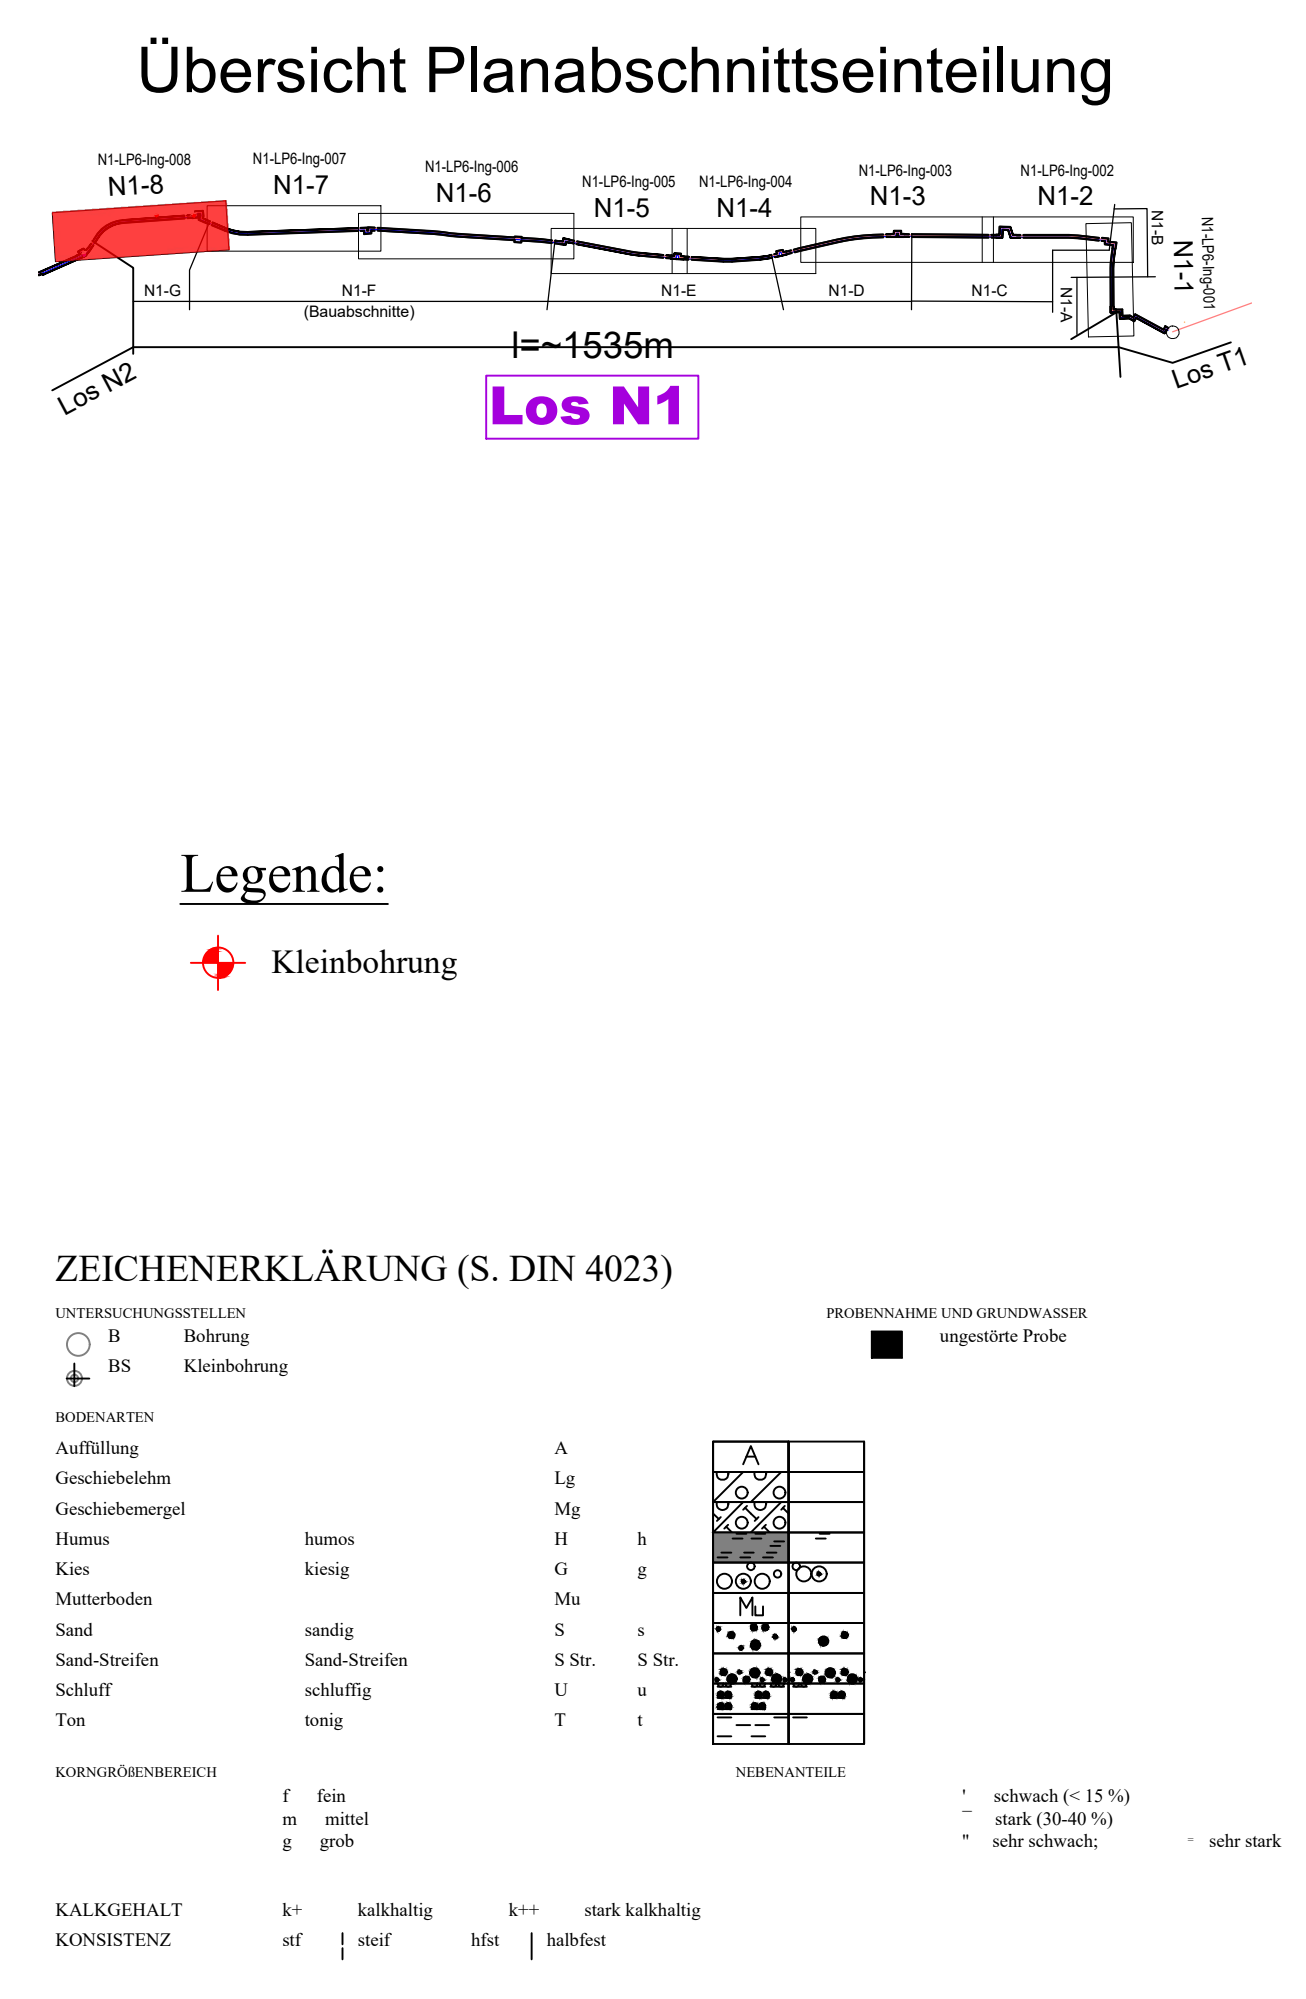 Übersicht Planabschnittseinteilung
N1-LP6-Ing-008
N1-8
N1-LP6-Ing-007
N1-7
N1-LP6-Ing-006
N1-6
N1-LP6-Ing-005
N1-5
N1-LP6-Ing-004
N1-4
N1-LP6-Ing-003
N1-3
N1-LP6-Ing-002
N1-2
N1-LP6-Ing-001
N1-1
N1-B
N1-A
N1-G
N1-F
(Bauabschnitte)
N1-E
N1-D
N1-C
l=~1535m
Los N2
Los T1
Los N1
Legende:
Kleinbohrung
ZEICHENERKLÄRUNG (S. DIN 4023)
UNTERSUCHUNGSSTELLEN
B Bohrung
BS Kleinbohrung
PROBENNAHME UND GRUNDWASSER
ungestörte Probe
BODENARTEN
Auffüllung A A
Geschiebelehm Lg
Geschiebemergel Mg
Humus humos H h
Kies kiesig G g
Mutterboden Mu Mu
Sand sandig S s
Sand-Streifen Sand-Streifen S Str. S Str.
Schluff schluffig U u
Ton tonig T t
KORNGRÖßENBEREICH
f fein
m mittel
g grob
NEBENANTEILE
' schwach (< 15 %)
¯ stark (30-40 %)
" sehr schwach; = sehr stark
KALKGEHALT k+ kalkhaltig k++ stark kalkhaltig
KONSISTENZ stf steif hfst halbfest